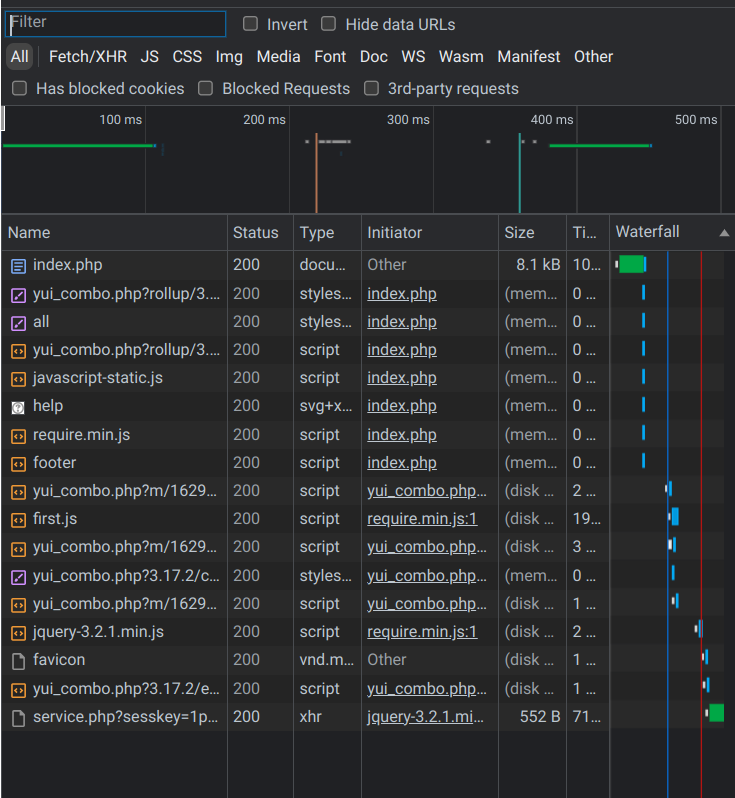 Filter Invert Hide data URLs
All Fetch/XHR JS CSS Img Media Font Doc WS Wasm Manifest Other
Has blocked cookies Blocked Requests 3rd-party requests
100 ms 200 ms 300 ms 400 ms 500 ms
Name Status Type Initiator Size Ti... Waterfall
index.php 200 docu... Other 8.1 kB 10...
yui_combo.php?rollup/3.... 200 styles... index.php (mem... 0 ...
all 200 styles... index.php (mem... 0 ...
yui_combo.php?rollup/3.... 200 script index.php (mem... 0 ...
javascript-static.js 200 script index.php (mem... 0 ...
help 200 svg+x... index.php (mem... 0 ...
require.min.js 200 script index.php (mem... 0 ...
footer 200 script index.php (mem... 0 ...
yui_combo.php?m/1629... 200 script yui_combo.php... (disk ... 2 ...
first.js 200 script require.min.js:1 (disk ... 19...
yui_combo.php?m/1629... 200 script yui_combo.php... (disk ... 3 ...
yui_combo.php?3.17.2/c... 200 styles... yui_combo.php... (mem... 0 ...
yui_combo.php?m/1629... 200 script yui_combo.php... (disk ... 1 ...
jquery-3.2.1.min.js 200 script require.min.js:1 (disk ... 2 ...
favicon 200 vnd.m... Other (disk ... 1 ...
yui_combo.php?3.17.2/e... 200 script yui_combo.php... (disk ... 1 ...
service.php?sesskey=1p... 200 xhr jquery-3.2.1.mi... 552 B 71...